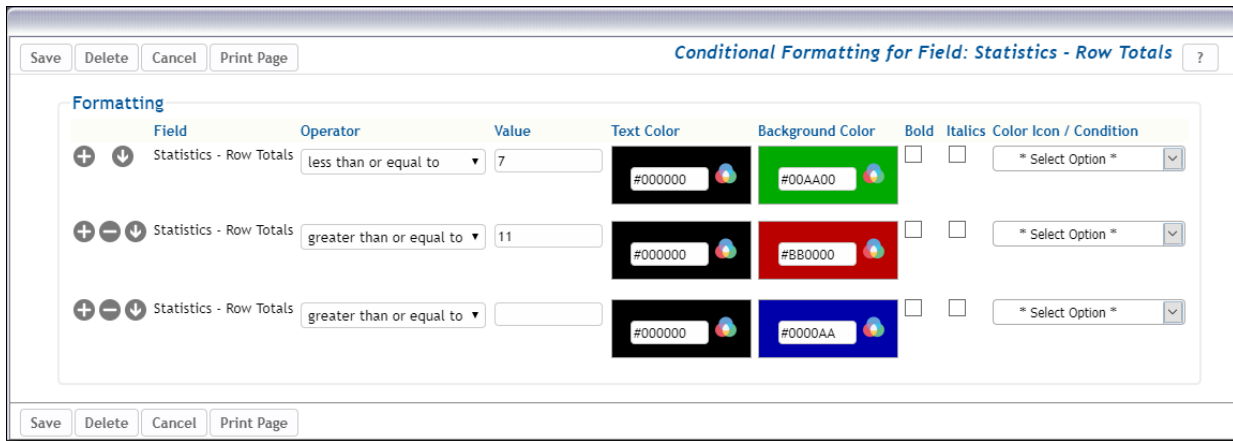 Save Delete Cancel Print Page Conditional Formatting for Field: Statistics - Row Totals ?
Formatting
Field Operator Value Text Color Background Color Bold Italics Color Icon / Condition
Statistics - Row Totals less than or equal to 7 #000000 #00AA00 * Select Option *
Statistics - Row Totals greater than or equal to 11 #000000 #BB0000 * Select Option *
Statistics - Row Totals greater than or equal to #000000 #0000AA * Select Option *
Save Delete Cancel Print Page